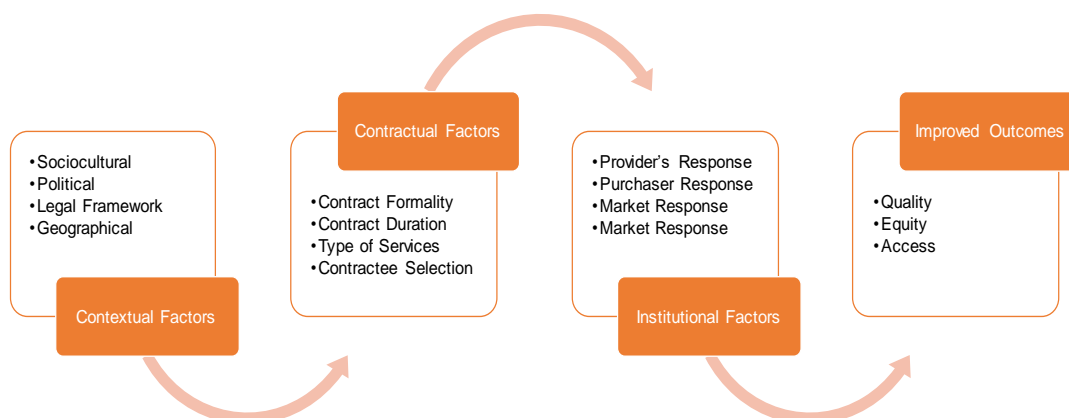 •Sociocultural
•Political
•Legal Framework
•Geographical
Contextual Factors
Contractual Factors
•Contract Formality
•Contract Duration
•Type of Services
•Contractee Selection
•Provider's Response
•Purchaser Response
•Market Response
•Market Response
Institutional Factors
Improved Outcomes
•Quality
•Equity
•Access